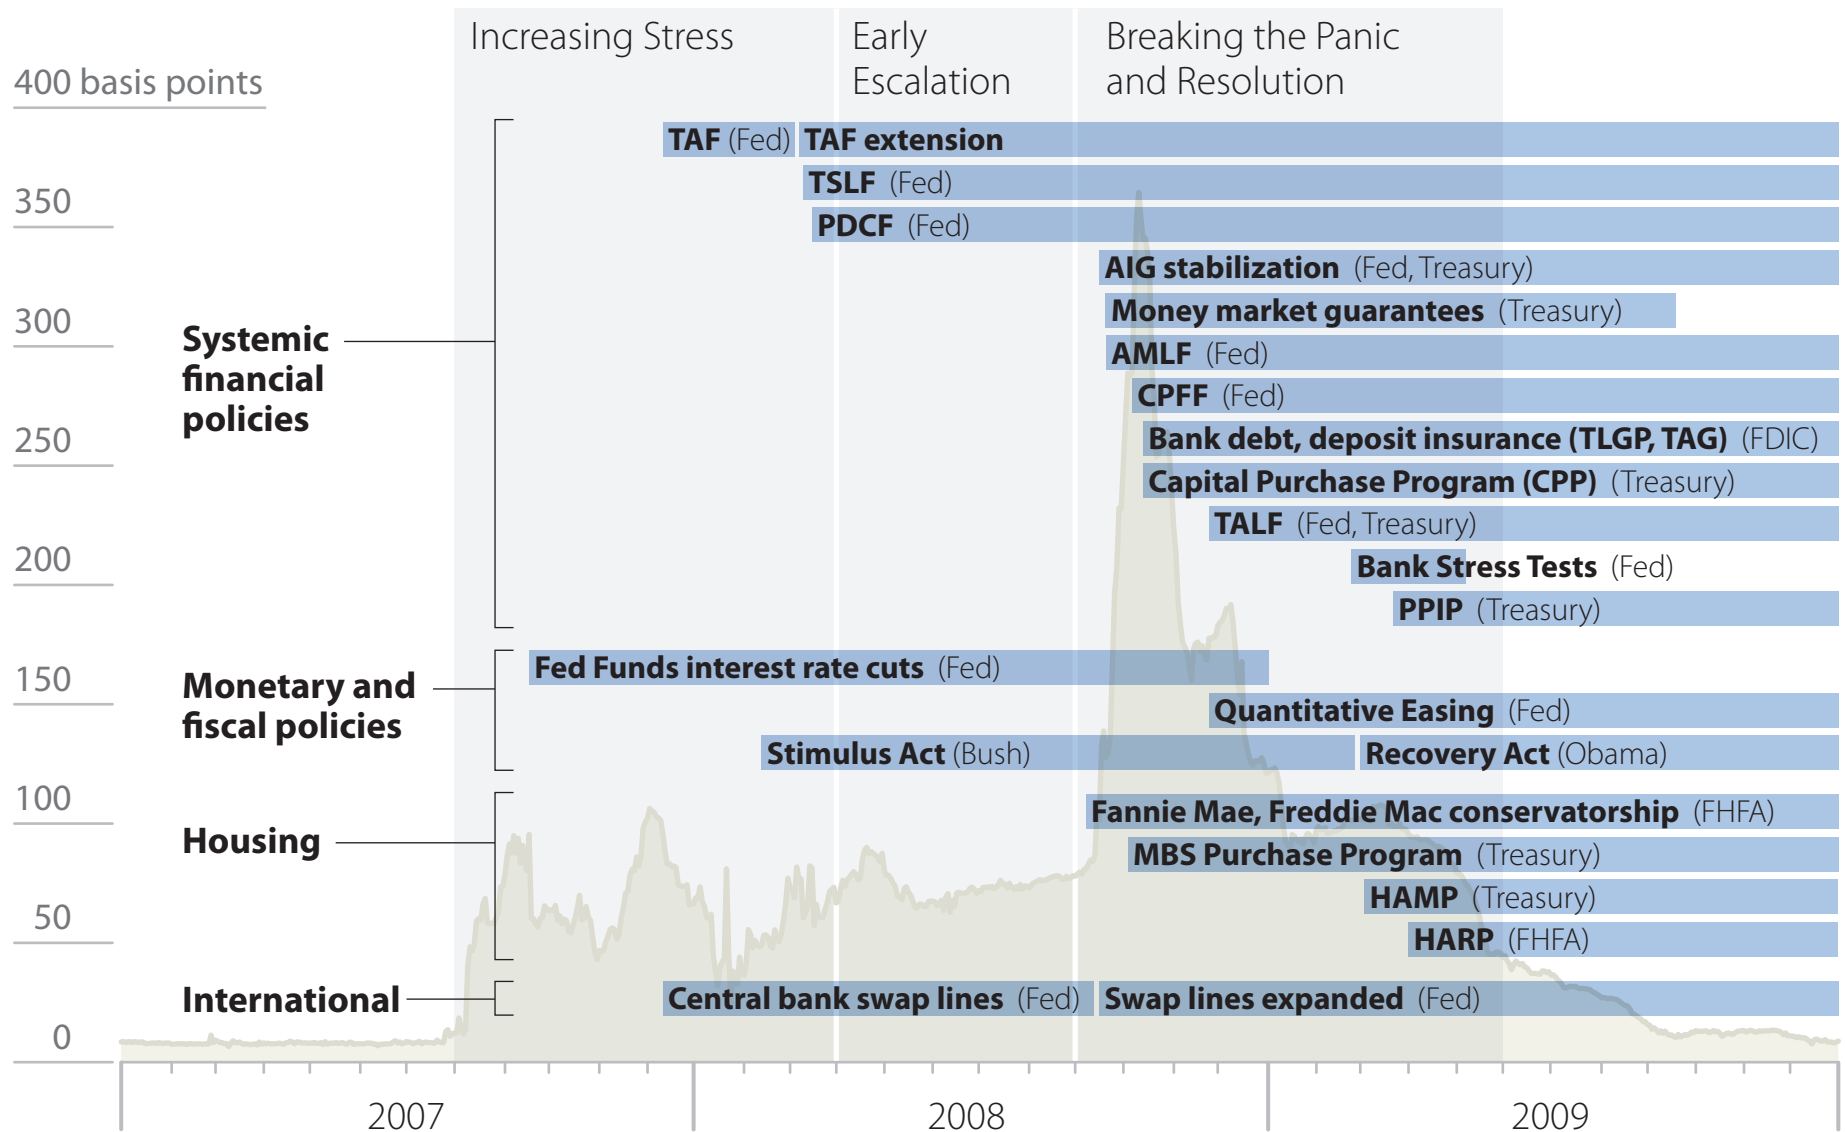 Increasing Stress
Early
Escalation
Breaking the Panic
and Resolution
400 basis points
350
300
250
200
150
100
50
0
Systemic
financial
policies
TAF (Fed)
TAF extension
TSLF (Fed)
PDCF (Fed)
AIG stabilization (Fed, Treasury)
Money market guarantees (Treasury)
AMLF (Fed)
CPFF (Fed)
Bank debt, deposit insurance (TLGP, TAG) (FDIC)
Capital Purchase Program (CPP) (Treasury)
TALF (Fed, Treasury)
Bank Stress Tests (Fed)
PPIP (Treasury)
Monetary and
fiscal policies
Fed Funds interest rate cuts (Fed)
Quantitative Easing (Fed)
Stimulus Act (Bush)
Recovery Act (Obama)
Housing
Fannie Mae, Freddie Mac conservatorship (FHFA)
MBS Purchase Program (Treasury)
HAMP (Treasury)
HARP (FHFA)
International
Central bank swap lines (Fed)
Swap lines expanded (Fed)
2007
2008
2009